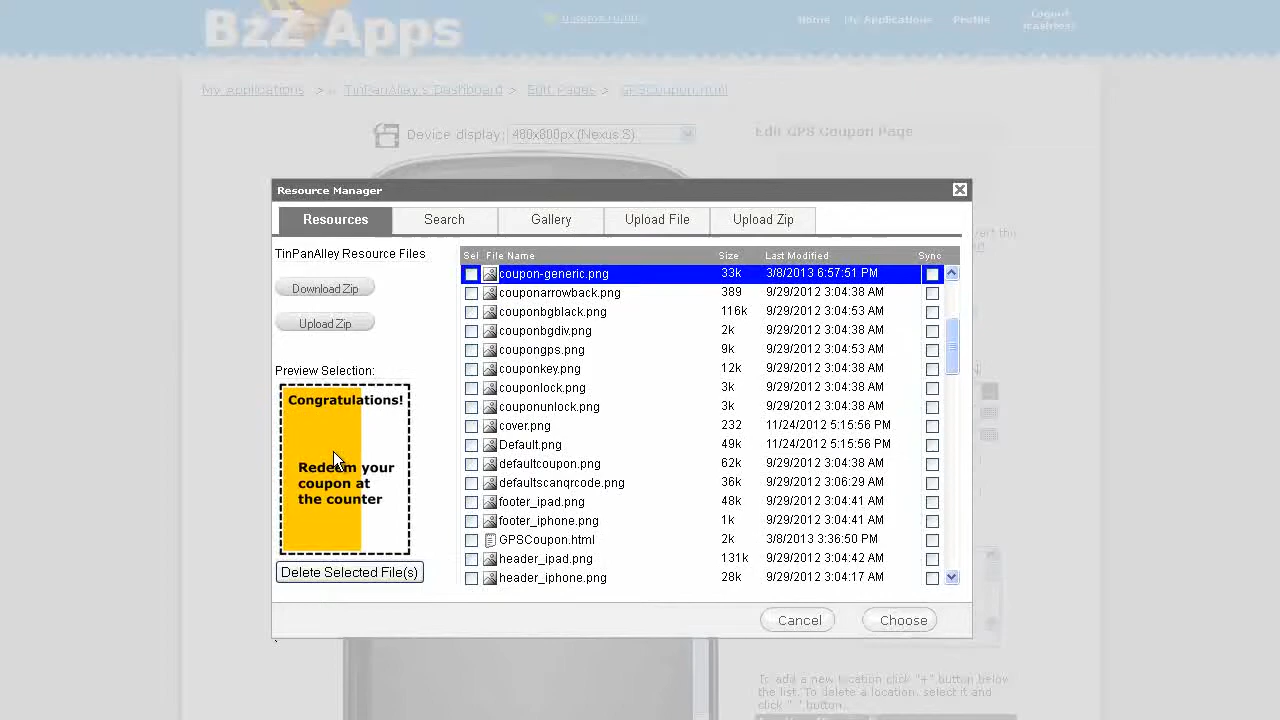 BzZ Apps
Home My Applications Profile Logout
My Applications > TinPanAlley's Dashboard > Edit Pages > GPSCoupon.html
Device display: 480x800px (Nexus S)
Edit GPS Coupon Page
Resource Manager
Resources Search Gallery Upload File Upload Zip
TinPanAlley Resource Files
Download Zip
Upload Zip
Preview Selection:
Congratulations!
Redeem your
coupon at
the counter
Delete Selected File(s)
Sel File Name Size Last Modified Sync
coupon-generic.png 33k 3/8/2013 6:57:51 PM
couponarrowback.png 389 9/29/2012 3:04:38 AM
couponbgblack.png 116k 9/29/2012 3:04:53 AM
couponbgdiv.png 2k 9/29/2012 3:04:38 AM
coupongps.png 9k 9/29/2012 3:04:53 AM
couponkey.png 12k 9/29/2012 3:04:38 AM
couponlock.png 3k 9/29/2012 3:04:38 AM
couponunlock.png 3k 9/29/2012 3:04:38 AM
cover.png 232 11/24/2012 5:15:56 PM
Default.png 49k 11/24/2012 5:15:56 PM
defaultcoupon.png 62k 9/29/2012 3:04:38 AM
defaultscanqrcode.png 36k 9/29/2012 3:06:29 AM
footer_ipad.png 48k 9/29/2012 3:04:41 AM
footer_iphone.png 1k 9/29/2012 3:04:41 AM
GPSCoupon.html 2k 3/8/2013 3:36:50 PM
header_ipad.png 131k 9/28/2012 3:04:42 AM
header_iphone.png 28k 9/29/2012 3:04:17 AM
Cancel Choose
To add a new location click "+" button below
the list. To delete a location, select it and
click "-" button.